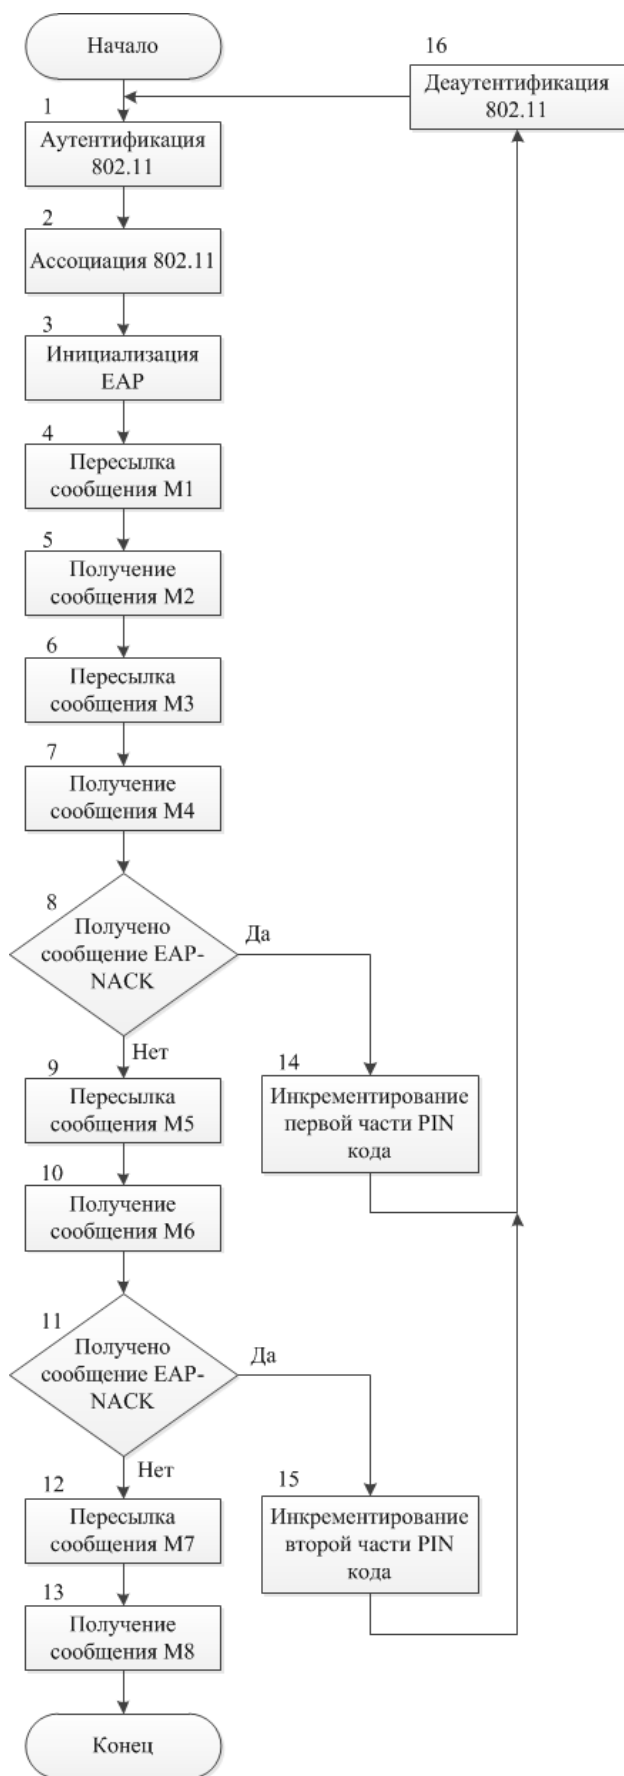 Начало
16
Деаутентификация
802.11
1
Аутентификация
802.11
2
Ассоциация 802.11
3
Инициализация
EAP
4
Пересылка
сообщения M1
5
Получение
сообщения M2
6
Пересылка
сообщения M3
7
Получение
сообщения M4
8
Получено
сообщение EAP-
NACK
Да
Нет
9
Пересылка
сообщения M5
14
Инкрементирование
первой части PIN
кода
10
Получение
сообщения M6
11
Получено
сообщение EAP-
NACK
Да
Нет
12
Пересылка
сообщения M7
15
Инкрементирование
второй части PIN
кода
13
Получение
сообщения M8
Конец